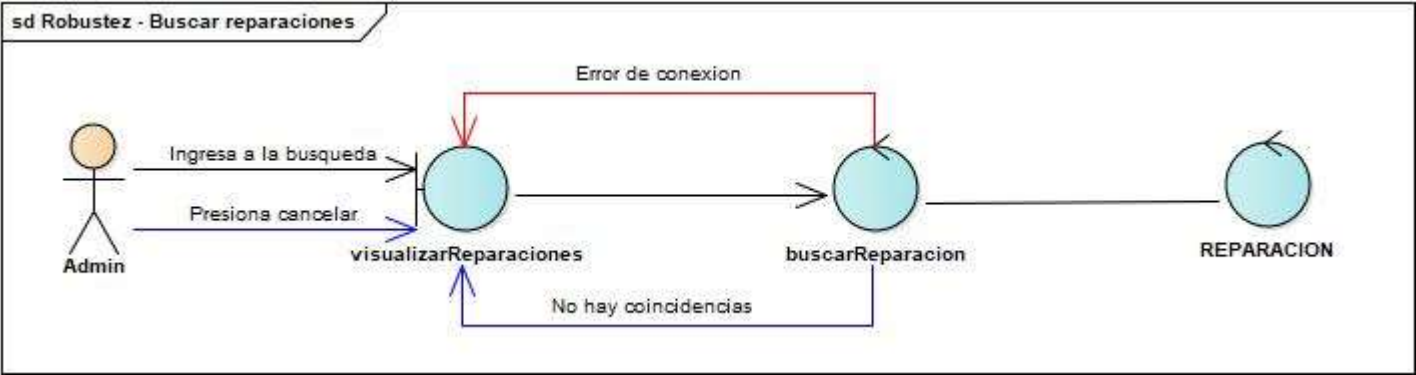 sd Robustez - Buscar reparaciones
Error de conexion
Ingresa a la busqueda
Presiona cancelar
Admin
visualizarReparaciones
buscarReparacion
REPARACION
No hay coincidencias